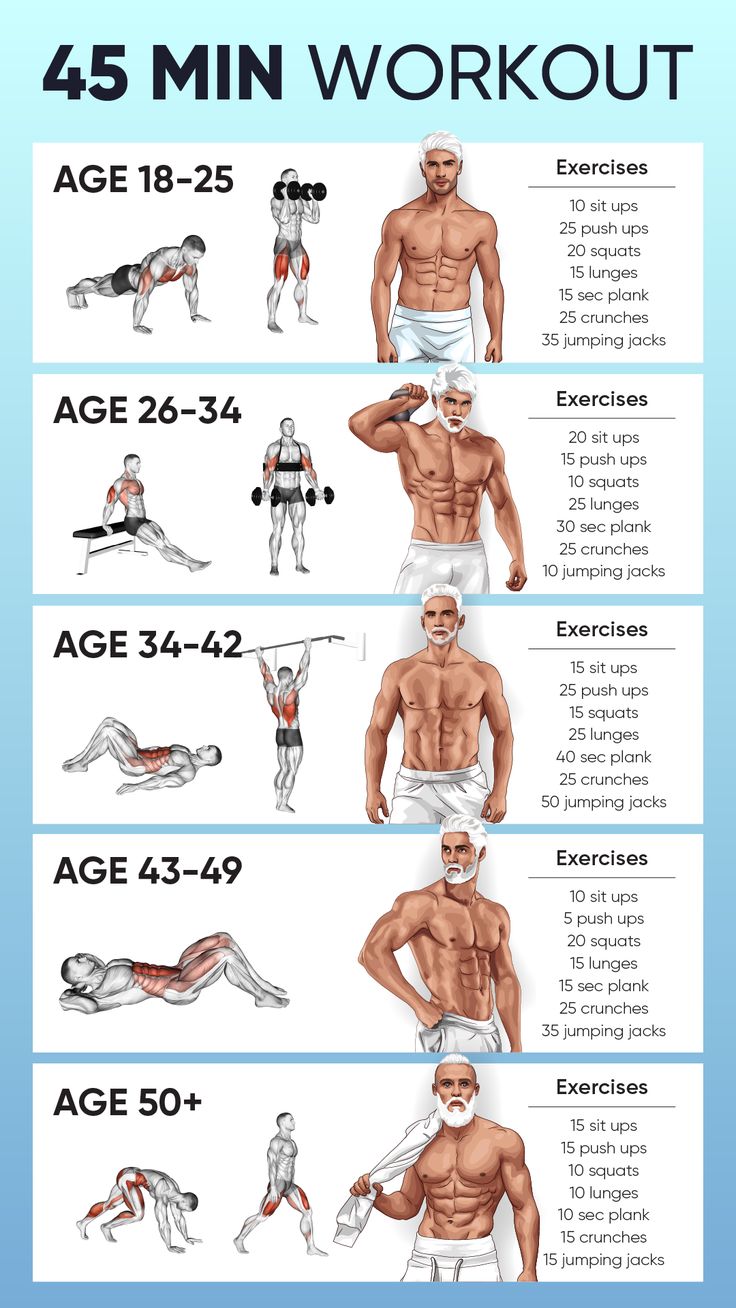 45 MIN WORKOUT
AGE 18-25
Exercises
10 sit ups
25 push ups
20 squats
15 lunges
15 sec plank
25 crunches
35 jumping jacks
AGE 26-34
Exercises
20 sit ups
15 push ups
10 squats
25 lunges
30 sec plank
25 crunches
10 jumping jacks
AGE 34-42
Exercises
15 sit ups
25 push ups
15 squats
25 lunges
40 sec plank
25 crunches
50 jumping jacks
AGE 43-49
Exercises
10 sit ups
5 push ups
20 squats
15 lunges
15 sec plank
25 crunches
35 jumping jacks
AGE 50+
Exercises
15 sit ups
15 push ups
10 squats
10 lunges
10 sec plank
15 crunches
15 jumping jacks